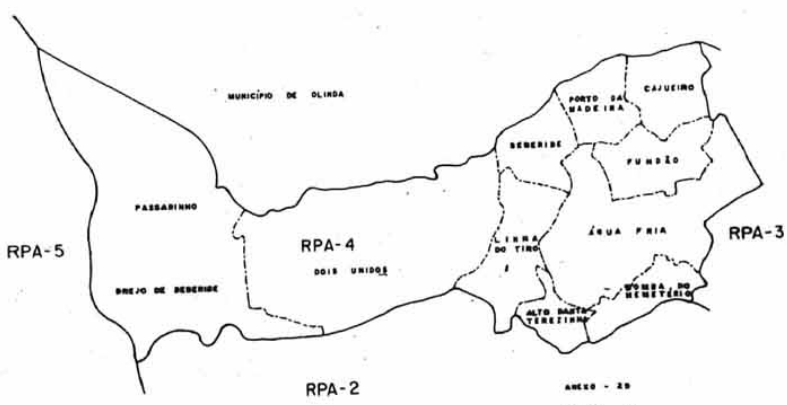 MUNICÍPIO DE OLINDA
CAJUEIRO
PORTO DA
MADEIRA
BEBERIBE
FUNDÃO
PASSARINHO
RPA-5
RPA-4
LINHA
DO TIRO
ÁGUA FRIA
RPA-3
DOIS UNIDOS
BREJO DE BEBERIBE
BOMBA DO
HEMETÉRIO
ALTO SANTA
TEREZINHA
RPA-2
ANEXO - 2B